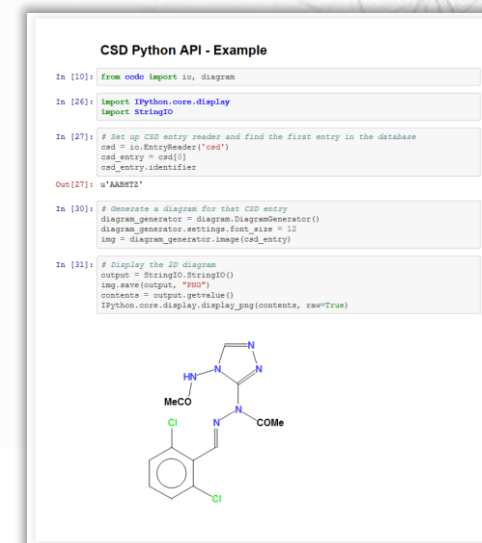 CSD Python API - Example
In [10]: from ccdc import io, diagram
In [26]: import IPython.core.display
import StringIO
In [27]: # Set up CSD entry reader and find the first entry in the database
csd = io.EntryReader('csd')
csd_entry = csd[0]
csd_entry.identifier
Out[27]: u'AABHTZ'
In [30]: # Generate a diagram for that CSD entry
diagram_generator = diagram.DiagramGenerator()
diagram_generator.settings.font_size = 12
img = diagram_generator.image(csd_entry)
In [31]: # Display the 2D diagram
output = StringIO.StringIO()
img.save(output, "PNG")
contents = output.getvalue()
IPython.core.display.display_png(contents, raw=True)
N
HN N N
MeCO
N
Cl N COMe
Cl